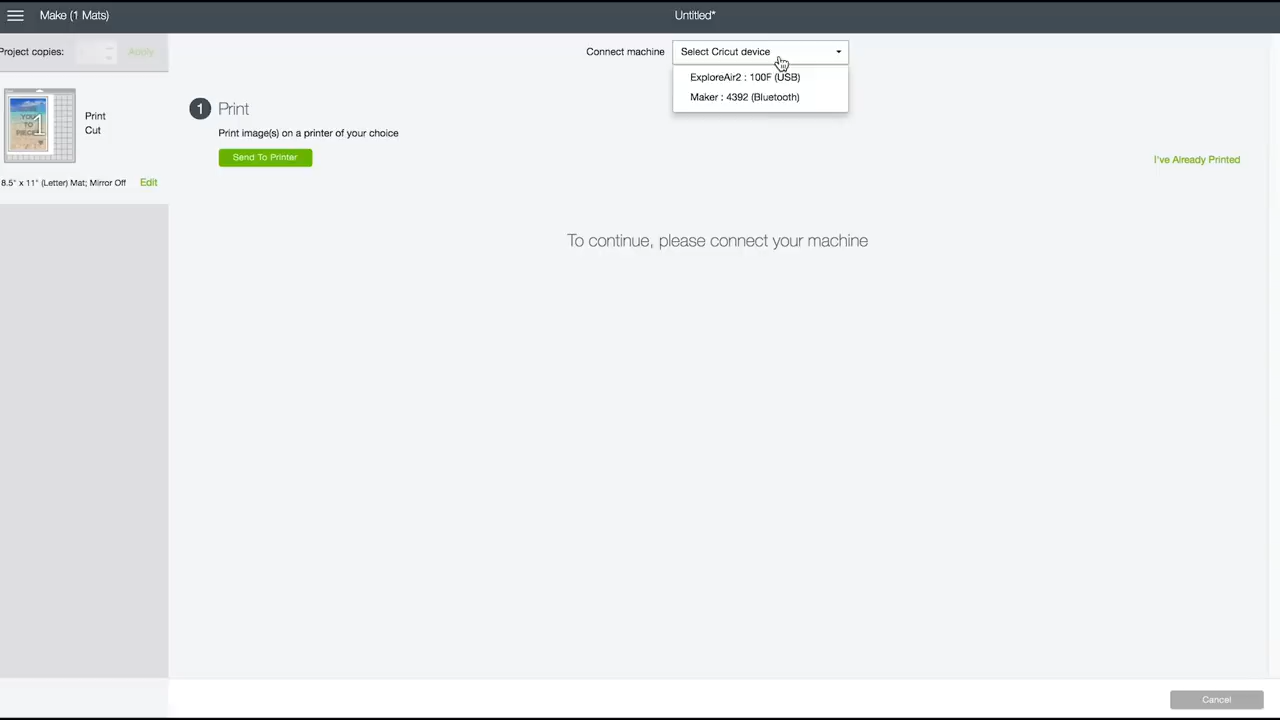 Make (1 Mats)
Untitled*
Project copies:
Apply
Connect machine
Select Cricut device
ExploreAir2 : 100F (USB)
Maker : 4392 (Bluetooth)
Print
Cut
8.5" x 11" (Letter) Mat; Mirror Off
Edit
1
Print
Print image(s) on a printer of your choice
Send To Printer
I've Already Printed
To continue, please connect your machine
Cancel